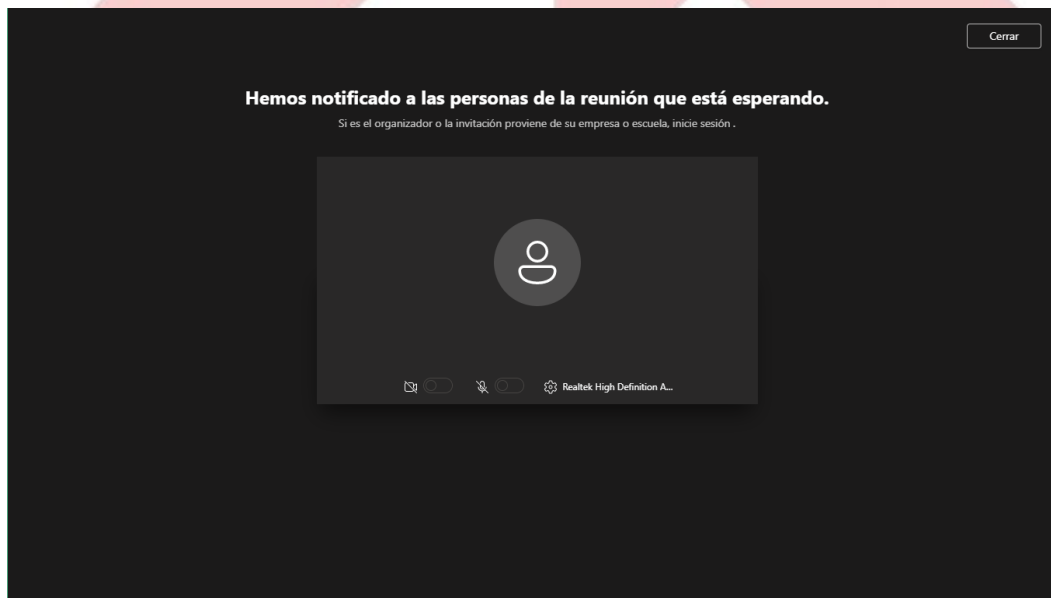 Cerrar
Hemos notificado a las personas de la reunión que está esperando.
Si es el organizador o la invitación proviene de su empresa o escuela, inicie sesión .
Realtek High Definition A...